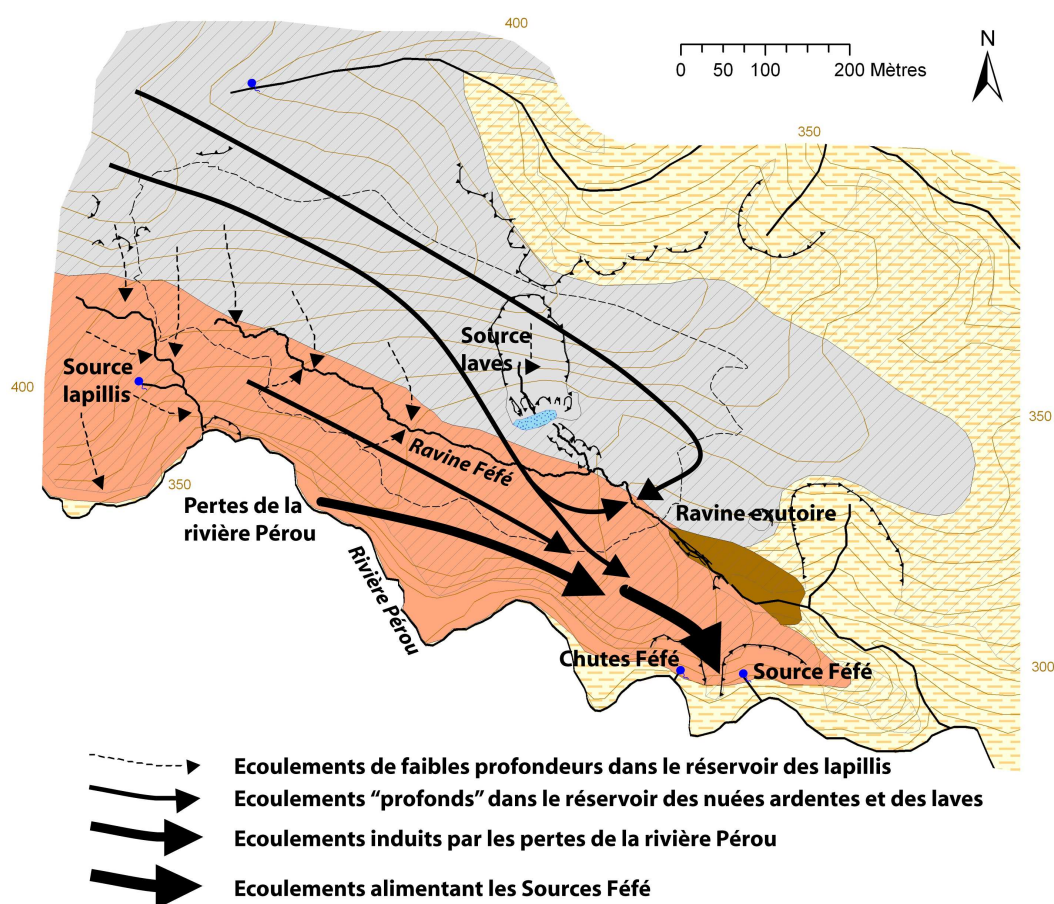 400
N
0 50 100 200 Mètres
350
Source
laves
Source
lapillis
400
350
350
Ravine Féfé
Pertes de la
rivière Pérou
Ravine exutoire
Rivière Pérou
Chutes Féfé
Source Féfé
300
Ecoulements de faibles profondeurs dans le réservoir des lapillis
Ecoulements “profonds” dans le réservoir des nuées ardentes et des laves
Ecoulements induits par les pertes de la rivière Pérou
Ecoulements alimentant les Sources Féfé